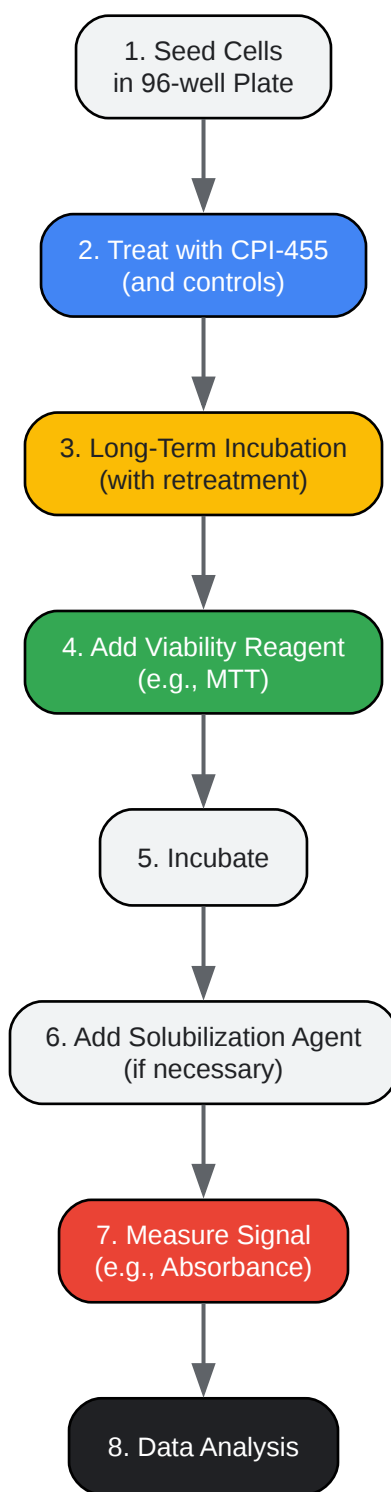 1. Seed Cells
in 96-well Plate
2. Treat with CPI-455
(and controls)
3. Long-Term Incubation
(with retreatment)
4. Add Viability Reagent
(e.g., MTT)
5. Incubate
6. Add Solubilization Agent
(if necessary)
7. Measure Signal
(e.g., Absorbance)
8. Data Analysis